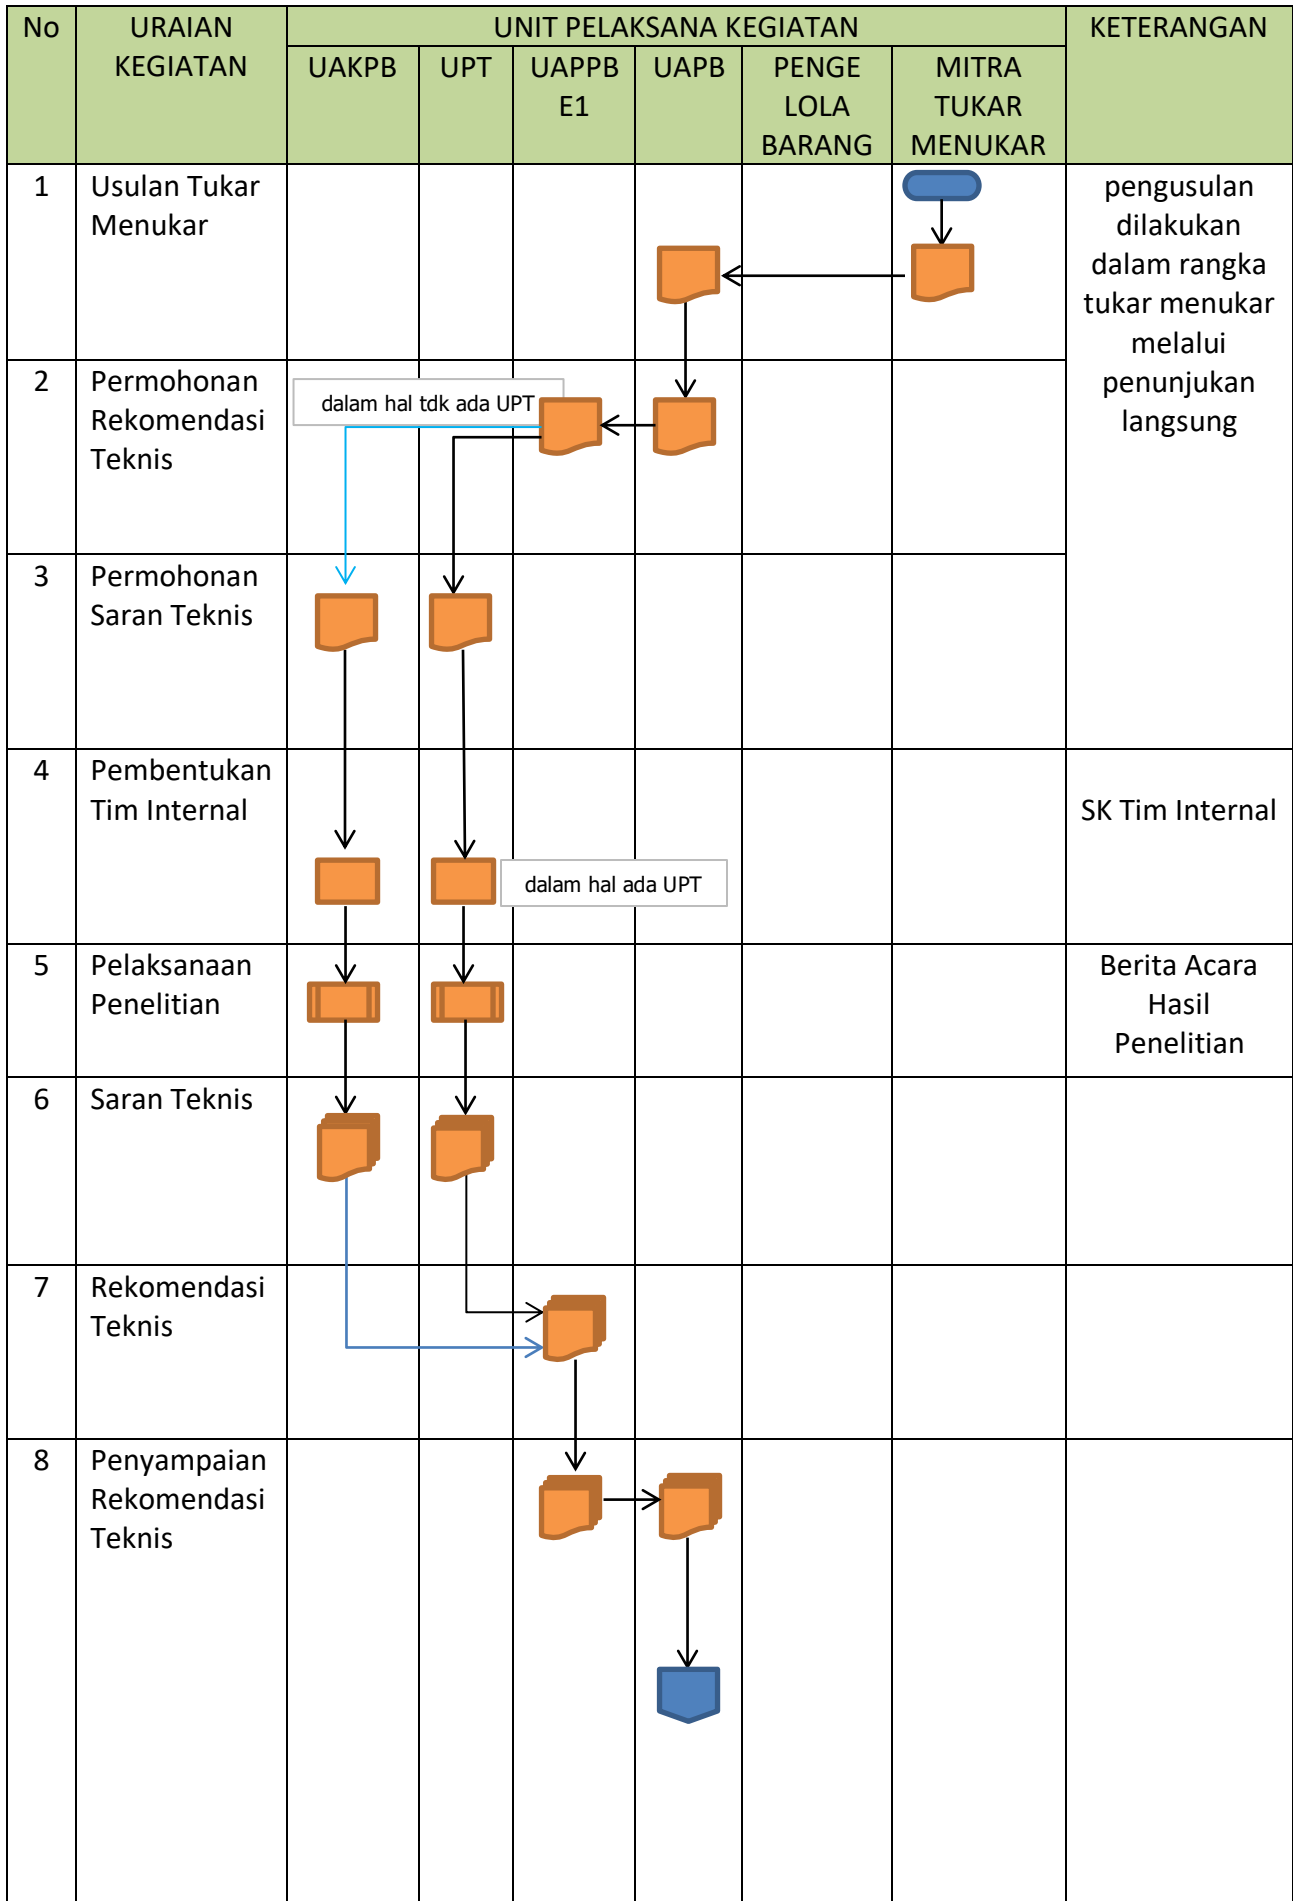 No
URAIAN
KEGIATAN
UNIT PELAKSANA KEGIATAN
KETERANGAN
UAKPB
UPT
UAPPB
E1
UAPB
PENGE
LOLA
BARANG
MITRA
TUKAR
MENUKAR
1
Usulan Tukar
Menukar
pengusulan
dilakukan
dalam rangka
tukar menukar
melalui
penunjukan
langsung
2
Permohonan
Rekomendasi
Teknis
dalam hal tdk ada UPT
3
Permohonan
Saran Teknis
4
Pembentukan
Tim Internal
dalam hal ada UPT
SK Tim Internal
5
Pelaksanaan
Penelitian
Berita Acara
Hasil
Penelitian
6
Saran Teknis
7
Rekomendasi
Teknis
8
Penyampaian
Rekomendasi
Teknis